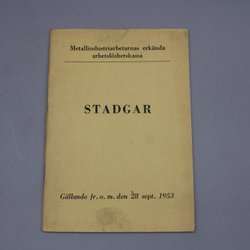 Metallindustriarbetarnas erkända
arbetslöshetskassa
STADGAR
Gällande fr. o. m. den 28 sept. 1953